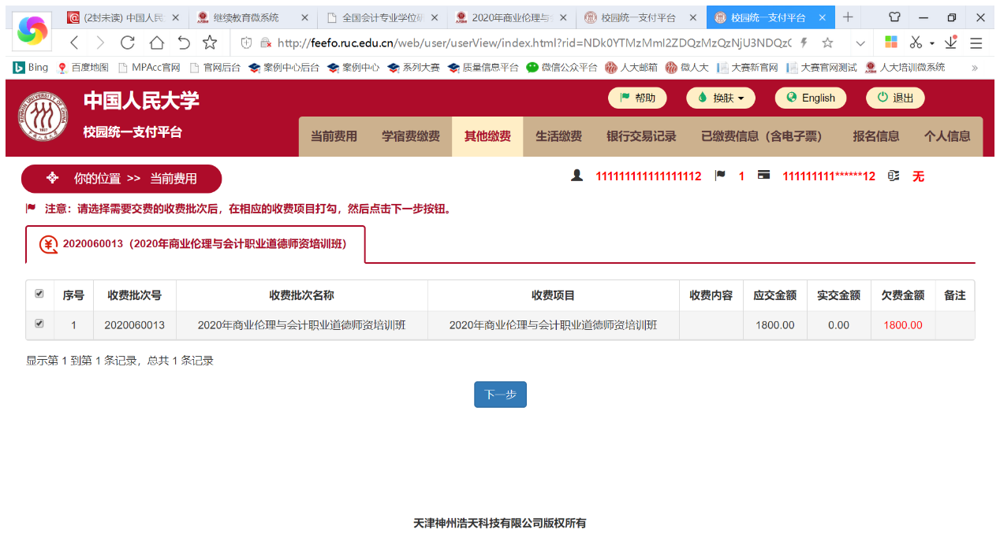 (2封未读) 中国人民
继续教育微系统
全国会计专业学位研
2020年商业伦理与会
校园统一支付平台
校园统一支付平台
http://feefo.ruc.edu.cn/web/user/userView/index.html?rid=NDk0YTMzMmI2ZDQzMzQzNjU3NDQz
Bing 百度地图 MPAcc官网 官网后台 案例中心后台 案例中心 系列大赛 质量信息平台 微信公众平台 人大邮箱 微人大 大赛新官网 大赛官网测试 人大培训微系统 »
中国人民大学
校园统一支付平台
帮助 换肤 English 退出
当前费用 学宿费缴费 其他缴费 生活缴费 银行交易记录 已缴费信息（含电子票） 报名信息 个人信息
你的位置 >> 当前费用
111111111111111112 1 111111111******12 无
注意：请选择需要交费的收费批次后，在相应的收费项目打勾，然后点击下一步按钮。
2020060013（2020年商业伦理与会计职业道德师资培训班）
序号 收费批次号 收费批次名称 收费项目 收费内容 应交金额 实交金额 欠费金额 备注
1 2020060013 2020年商业伦理与会计职业道德师资培训班 2020年商业伦理与会计职业道德师资培训班 1800.00 0.00 1800.00
显示第 1 到第 1 条记录，总共 1 条记录
下一步
天津神州浩天科技有限公司版权所有